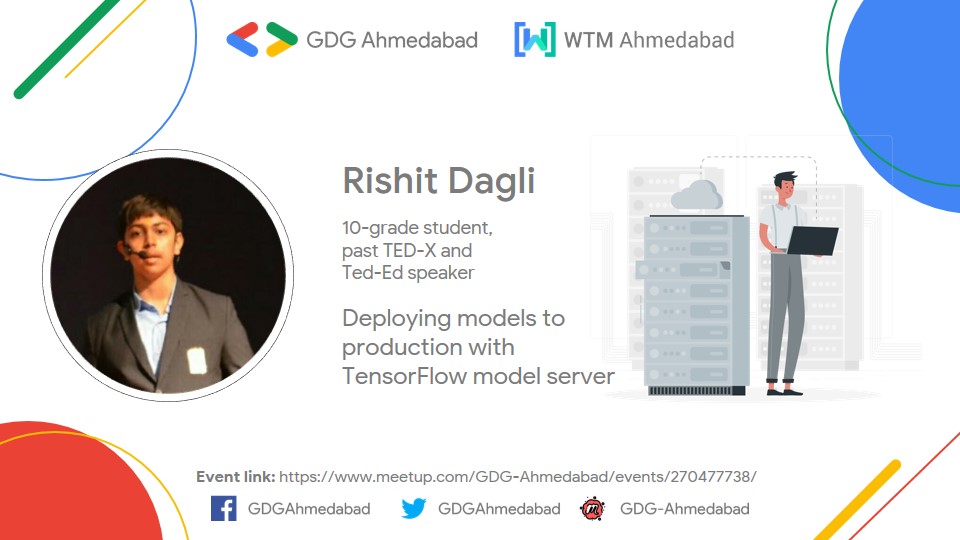 GDG Ahmedabad
WTM Ahmedabad
Rishit Dagli
10-grade student,
past TED-X and
Ted-Ed speaker
Deploying models to
production with
TensorFlow model server
Event link: https://www.meetup.com/GDG-Ahmedabad/events/270477738/
GDGAhmedabad
GDGAhmedabad
GDG-Ahmedabad